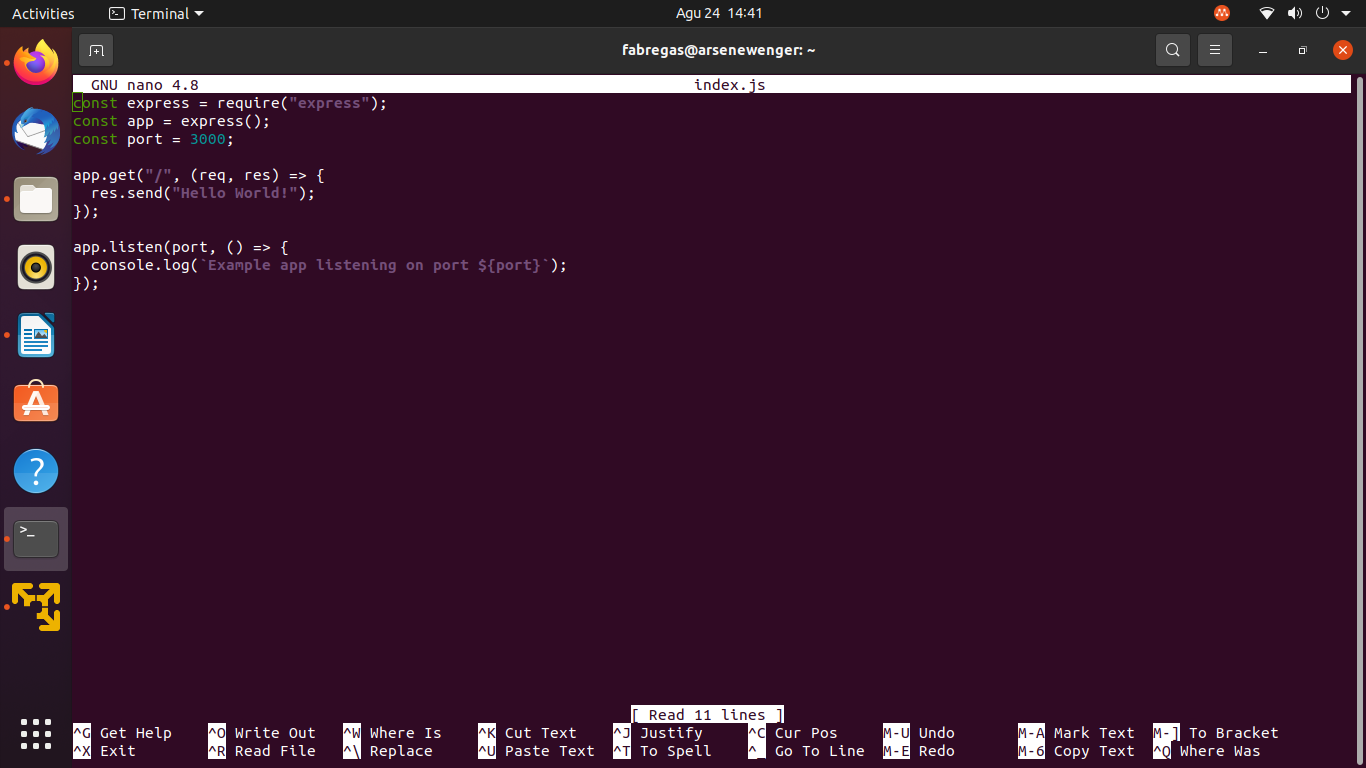 Activities Terminal Agu 24 14:41
fabregas@arsenewenger: ~
GNU nano 4.8 index.js
const express = require("express");
const app = express();
const port = 3000;
app.get("/", (req, res) => {
  res.send("Hello World!");
});
app.listen(port, () => {
  console.log(`Example app listening on port ${port}`);
});
>_
[ Read 11 lines ]
^G Get Help ^O Write Out ^W Where Is ^K Cut Text ^J Justify ^C Cur Pos M-U Undo M-A Mark Text M-] To Bracket
^X Exit ^R Read File ^\ Replace ^U Paste Text ^T To Spell ^_ Go To Line M-E Redo M-6 Copy Text ^Q Where Was